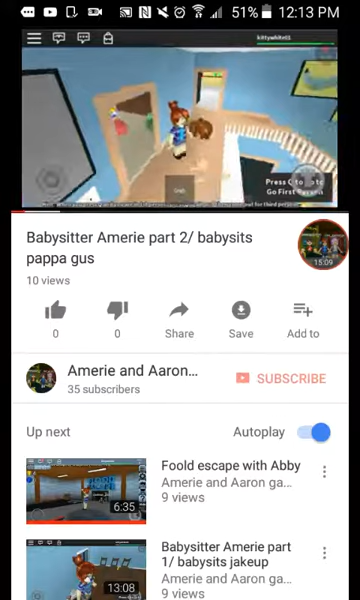 51% 12:13 PM
kittywhite01
Press C to
Go First Person
15:09
Babysitter Amerie part 2/ babysits
pappa gus
10 views
0
0
Share
Save
Add to
Amerie and Aaron...
35 subscribers
SUBSCRIBE
Up next
Autoplay
Foold escape with Abby
Amerie and Aaron ga...
9 views
6:35
Babysitter Amerie part
1/ babysits jakeup
Amerie and Aaron ga...
9 views
13:08